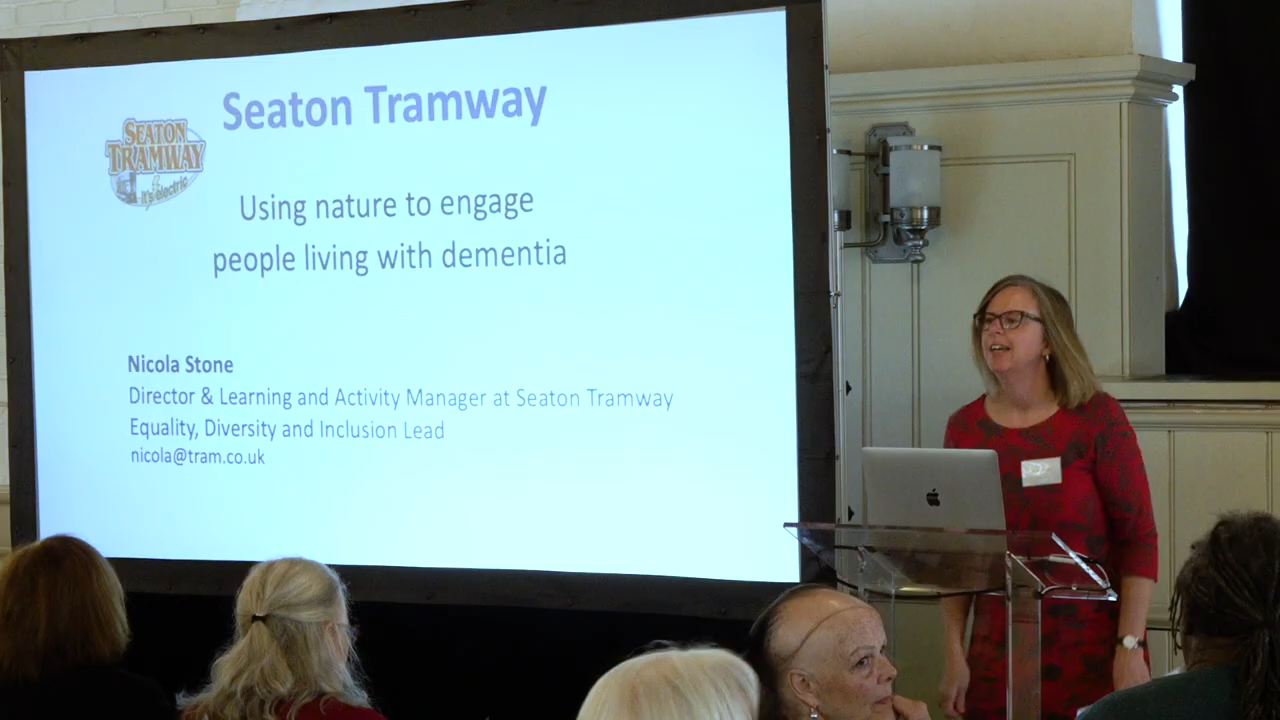 Seaton Tramway
SEATON
TRAMWAY
it's electric
Using nature to engage
people living with dementia
Nicola Stone
Director & Learning and Activity Manager at Seaton Tramway
Equality, Diversity and Inclusion Lead
nicola@tram.co.uk